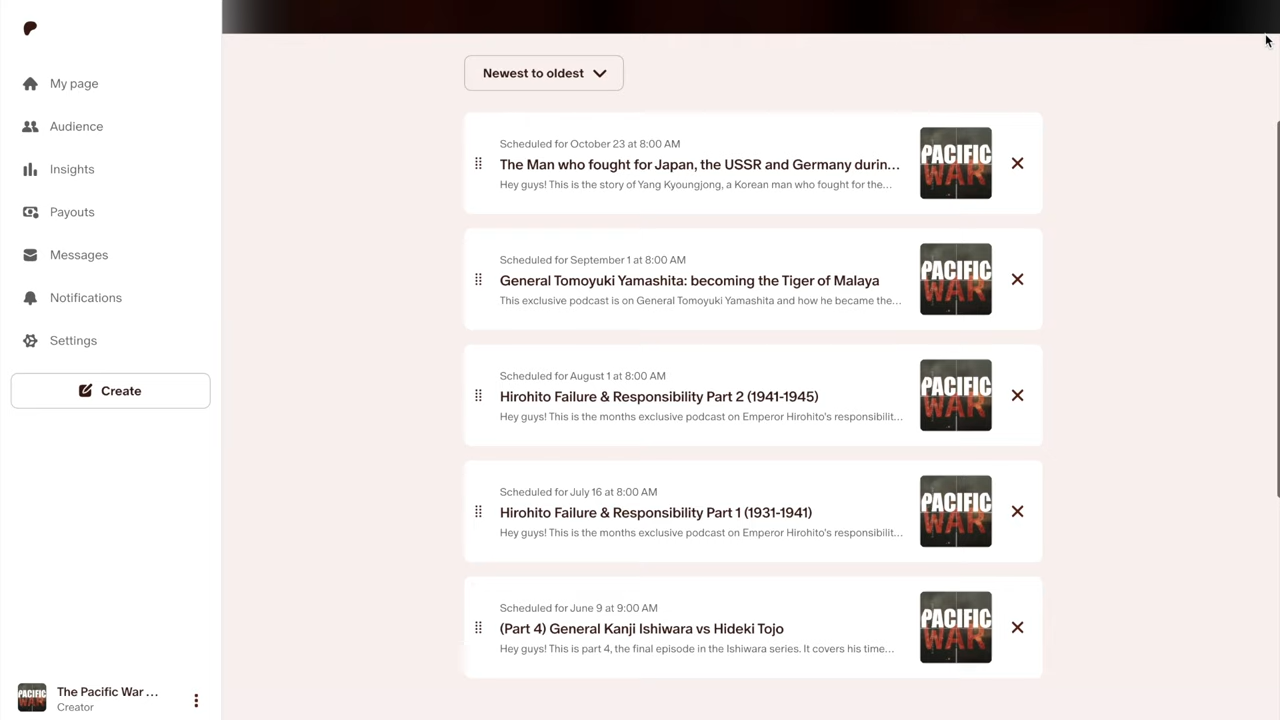 My page
Audience
Insights
Payouts
Messages
Notifications
Settings
Create
The Pacific War ...
Creator
Newest to oldest
Scheduled for October 23 at 8:00 AM
The Man who fought for Japan, the USSR and Germany durin...
Hey guys! This is the story of Yang Kyoungjong, a Korean man who fought for the...
PACIFIC
WAR
Scheduled for September 1 at 8:00 AM
General Tomoyuki Yamashita: becoming the Tiger of Malaya
This exclusive podcast is on General Tomoyuki Yamashita and how he became the...
PACIFIC
WAR
Scheduled for August 1 at 8:00 AM
Hirohito Failure & Responsibility Part 2 (1941-1945)
Hey guys! This is the months exclusive podcast on Emperor Hirohito's responsibilit...
PACIFIC
WAR
Scheduled for July 16 at 8:00 AM
Hirohito Failure & Responsibility Part 1 (1931-1941)
Hey guys! This is the months exclusive podcast on Emperor Hirohito's responsibilit...
PACIFIC
WAR
Scheduled for June 9 at 9:00 AM
(Part 4) General Kanji Ishiwara vs Hideki Tojo
Hey guys! This is part 4, the final episode in the Ishiwara series. It covers his time...
PACIFIC
WAR
PACIFIC
WAR